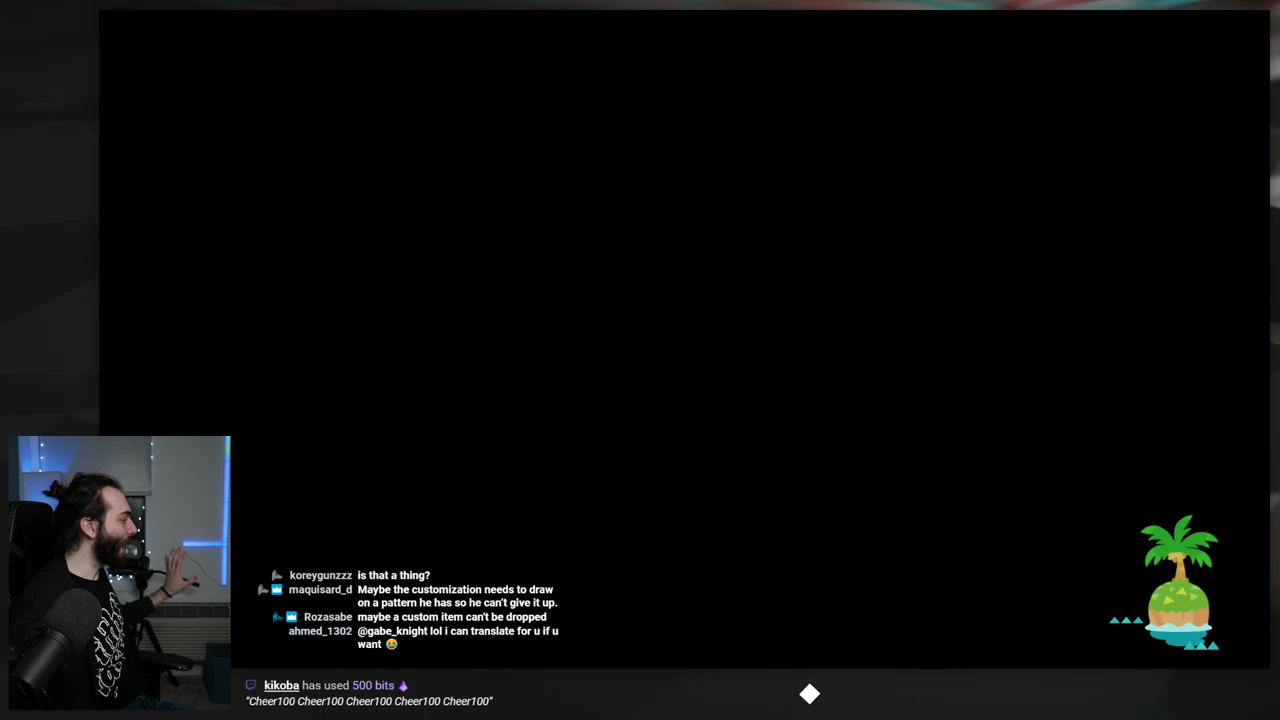 koreygunzzz is that a thing?
maquisard_d Maybe the customization needs to draw
on a pattern he has so he can't give it up.
Rozasabe maybe a custom item can't be dropped
ahmed_1302 @gabe_knight lol i can translate for u if u
want 😂
kikoba has used 500 bits
"Cheer100 Cheer100 Cheer100 Cheer100 Cheer100"